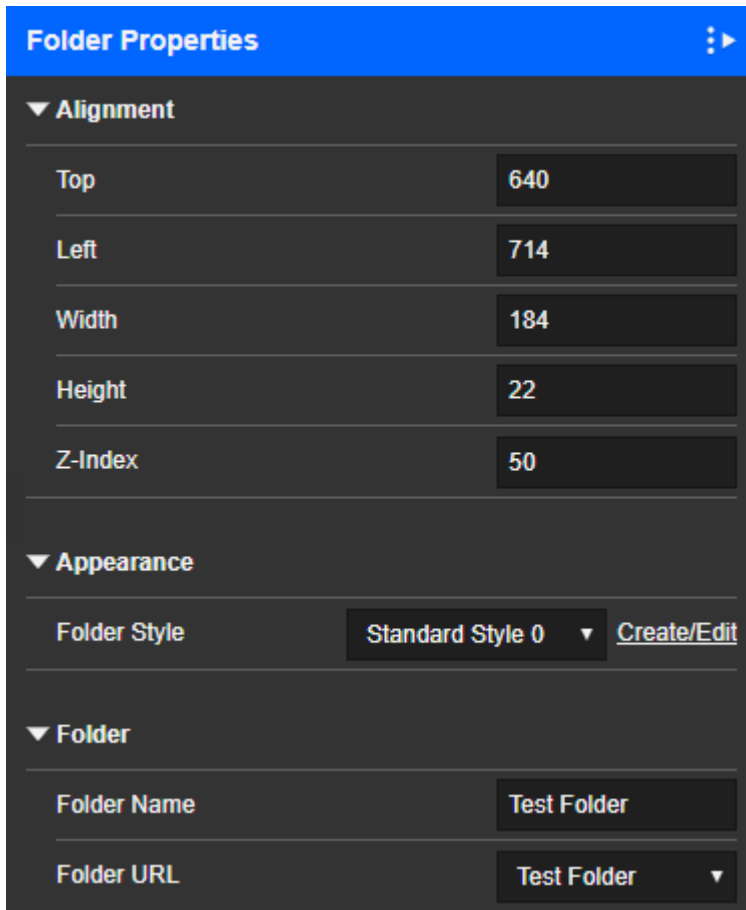 Folder Properties
Alignment
Top 640
Left 714
Width 184
Height 22
Z-Index 50
Appearance
Folder Style Standard Style 0 Create/Edit
Folder
Folder Name Test Folder
Folder URL Test Folder